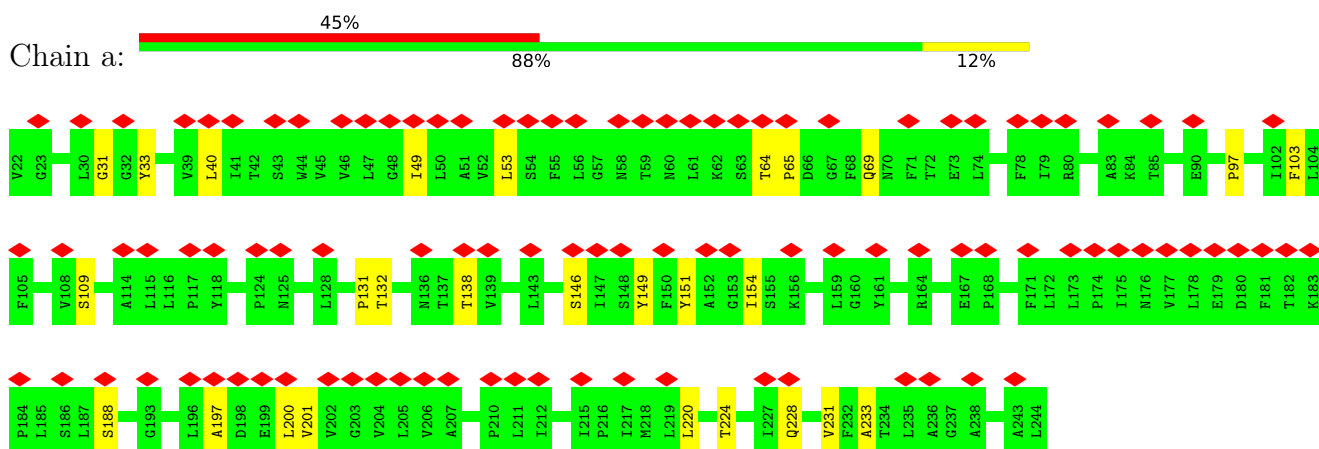 45%
Chain a:
88%
12%
V22 G23 L30 G31 G32 Y33 V39 L40 I41 T42 S43 W44 V45 V46 L47 G48 I49 L50 A51 V52 L53 S54 F55 L56 G57 N58 T59 N60 L61 K62 S63 T64 P65 D66 G67 F68 Q69 N70 F71 T72 E73 L74 F78 I79 R80 A83 K84 T85 E90 P97 I102 F103 L104
F105 V108 S109 A114 L115 L116 P117 Y118 P124 N125 L128 P131 T132 N136 T137 T138 V139 L143 S146 I147 S148 Y149 F150 Y151 A152 G153 I154 S155 K156 L159 G160 Y161 R164 E167 P168 F171 L172 L173 P174 I175 N176 V177 L178 E179 D180 F181 T182 K183
P184 L185 S186 L187 S188 G193 L196 A197 D198 E199 L200 V201 V202 G203 V204 L205 V206 A207 P210 L211 I212 I215 P216 I217 M218 L219 L220 T224 I227 Q228 V231 F232 A233 T234 L235 A236 G237 A238 A243 L244